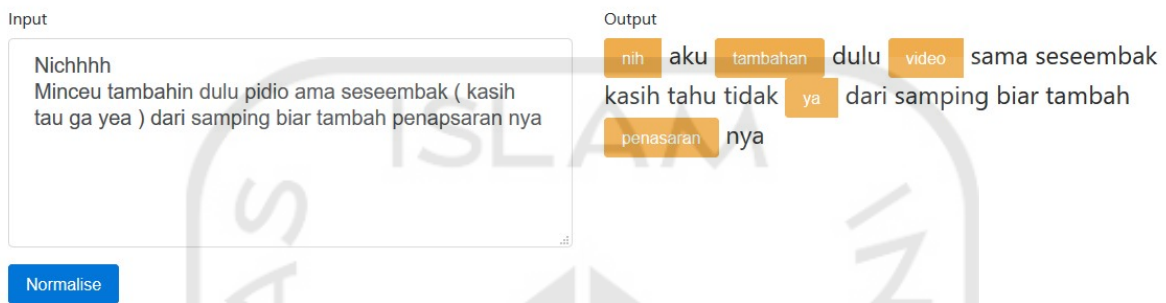 Input
Nichhhh
Minceu tambahin dulu pidio ama seseembak ( kasih
tau ga yea ) dari samping biar tambah penapsaran nya
Normalise
Output
nih aku tambahan dulu video sama seseembak
kasih tahu tidak ya dari samping biar tambah
penasaran nya
ISLAM